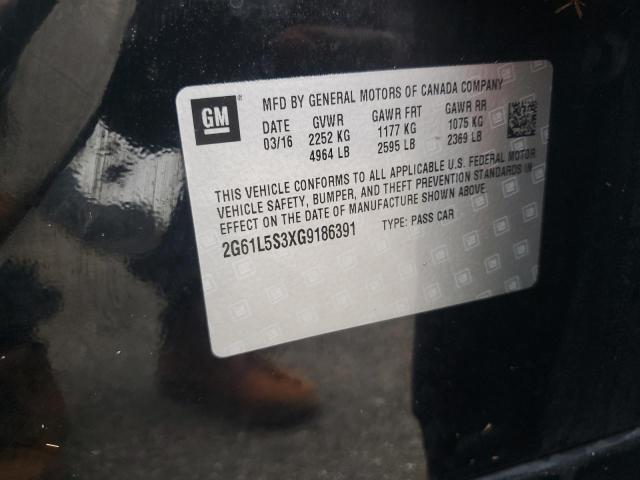 GM
MFD BY GENERAL MOTORS OF CANADA COMPANY
DATE GVWR GAWR FRT GAWR RR
03/16 2252 KG 1177 KG 1075 KG
4964 LB 2595 LB 2369 LB
THIS VEHICLE CONFORMS TO ALL APPLICABLE U.S. FEDERAL MOTOR
VEHICLE SAFETY, BUMPER, AND THEFT PREVENTION STANDARDS IN
EFFECT ON THE DATE OF MANUFACTURE SHOWN ABOVE.
2G61L5S3XG9186391 TYPE: PASS CAR